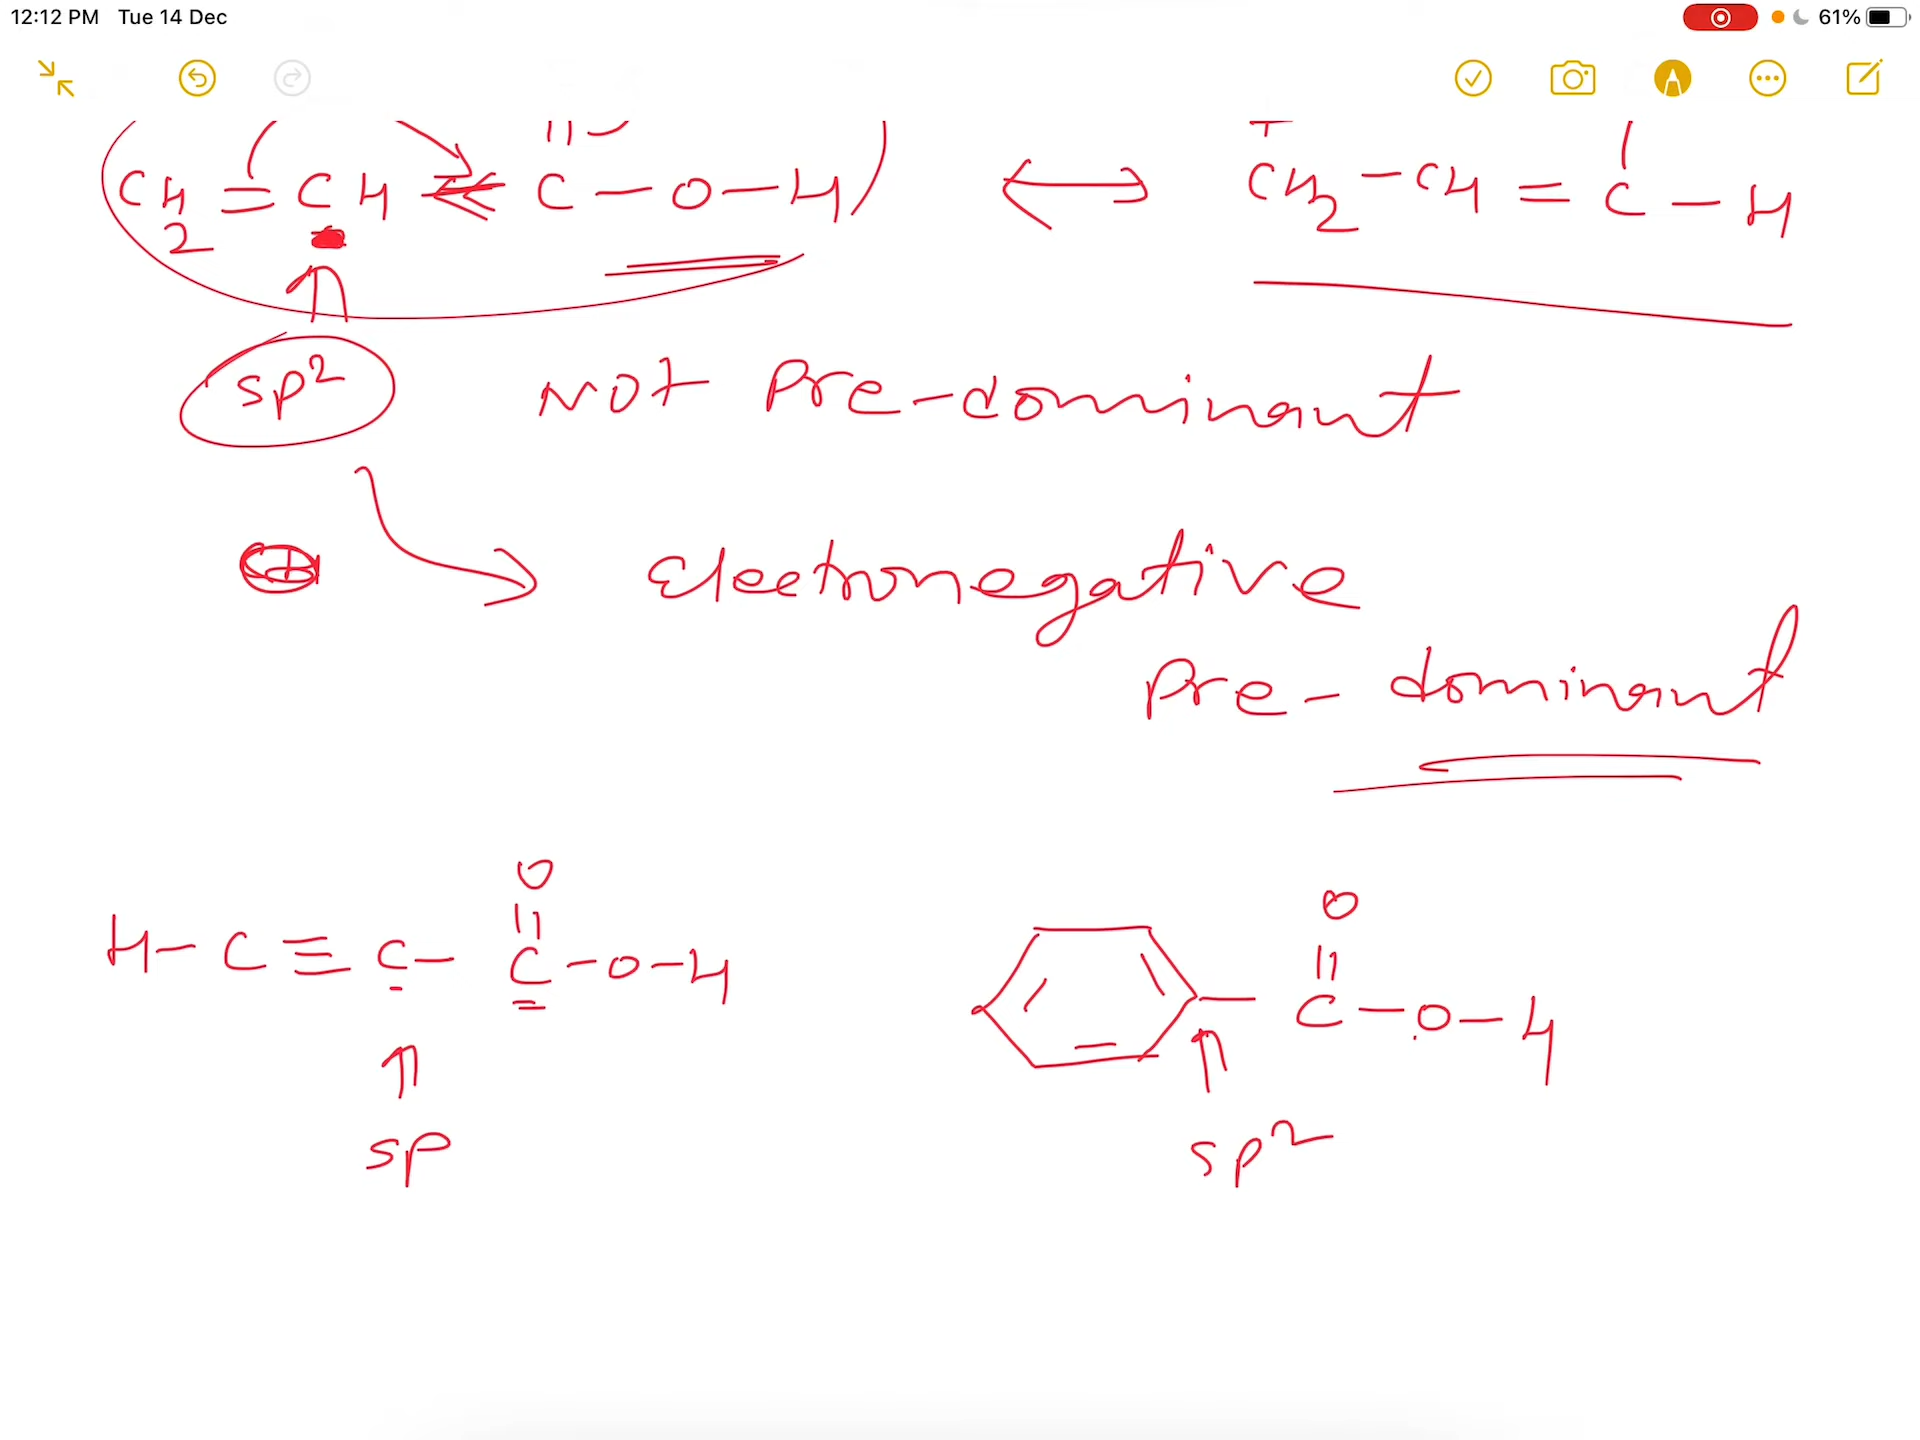 12:12 PM Tue 14 Dec 61%
CH2 = CH C - O - H CH2 - CH = C - H
sp² Not Pre-dominant
Electronegative
Pre-dominant
O
H - C ≡ C - C - O - H
sp
O
C - O - H
sp²